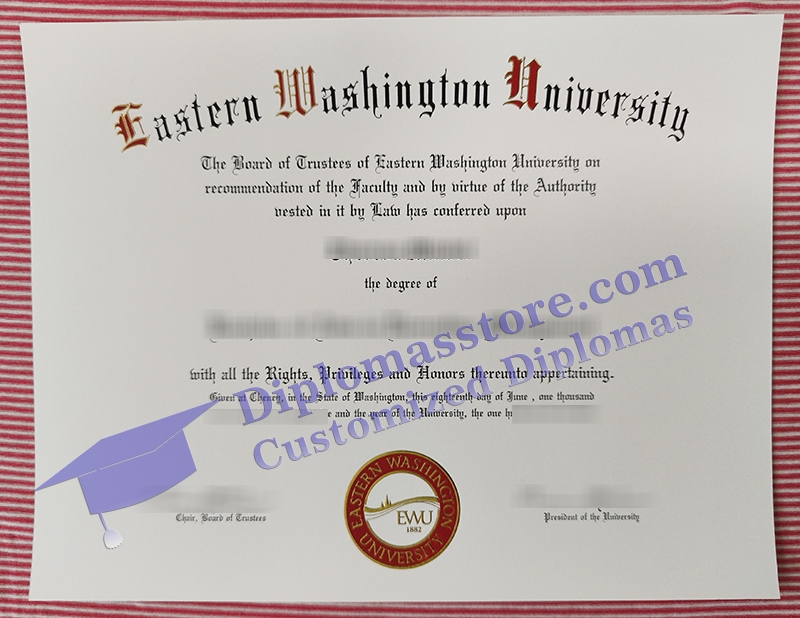 Eastern Washington University
The Board of Trustees of Eastern Washington University on
recommendation of the Faculty and by virtue of the Authority
vested in it by Law has conferred upon
the degree of
with all the Rights, Privileges and Honors thereunto appertaining.
Given at Cheney, in the State of Washington, this eighteenth day of June , one thousand
e and the year of the University, the one
Diplomasstore.com
Customized Diplomas
EASTERN WASHINGTON
EWU
1882
UNIVERSITY
Chair, Board of Trustees
President of the University